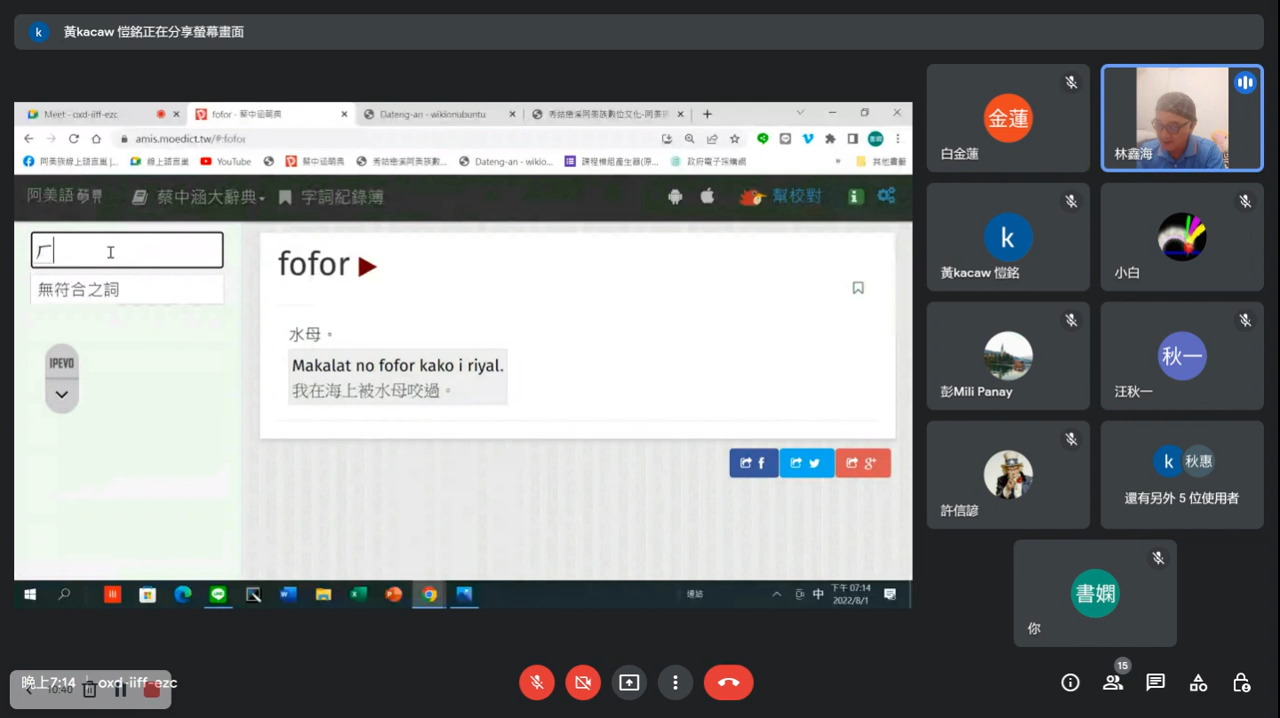 k 黃kacaw 愷銘正在分享螢幕畫面
Meet - oxd-iiff-ezc
fofor - 蔡中涵萌典
Dateng-an - wikionubuntu
秀姑巒溪阿美族數位文化-阿美
amis.moedict.tw/#:fofor
阿美族線上語言巢
線上語言巢
YouTube
蔡中涵萌典
秀姑巒溪阿美族數...
Dateng-an - wikio...
課程模組產生器(原...
政府電子採購網
»
其他書籤
阿美語萌典
蔡中涵大辭典
字詞紀錄簿
幫校對
ㄏ
無符合之詞
IPEVO
fofor
水母。
Makalat no fofor kako i riyal.
我在海上被水母咬過。
f
g+
連結
中
下午 07:14
2022/8/1
金蓮
白金蓮
林鑫海
k
黃kacaw 愷銘
小白
彭Mili Panay
秋一
汪秋一
許信諺
k 秋惠
還有另外 5 位使用者
書嫻
你
晚上7:14
oxd-iiff-ezc
10:40
15